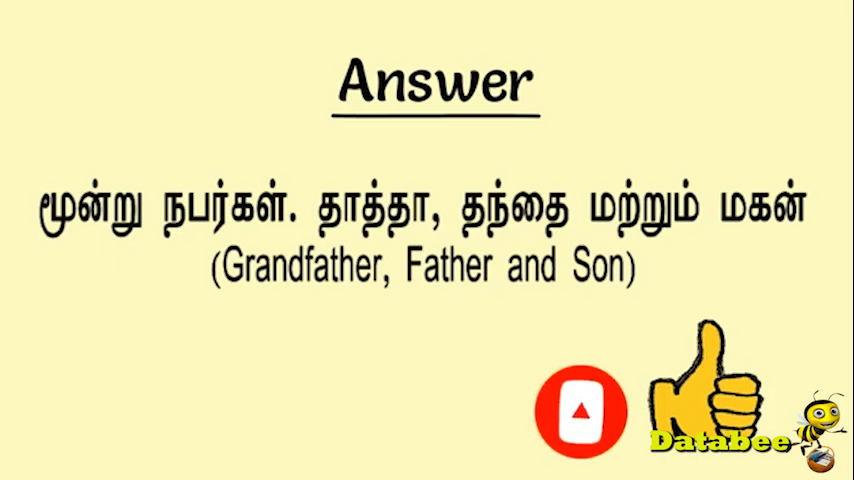 Answer
மூன்று நபர்கள். தாத்தா, தந்தை மற்றும் மகன்
(Grandfather, Father and Son)
Databee